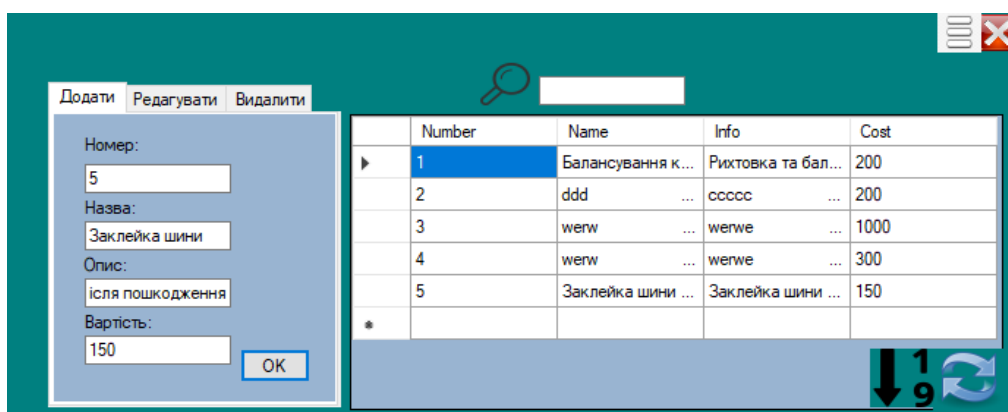 Додати Редагувати Видалити
Номер:
5
Назва:
Заклейка шини
Опис:
ісля пошкодження
Вартість:
150
OK
Number Name Info Cost
1 Балансування к... Рихтовка та бал... 200
2 ddd ... ccccc ... 200
3 werw ... werwe ... 1000
4 werw ... werwe ... 300
5 Заклейка шини ... Заклейка шини ... 150
1
9